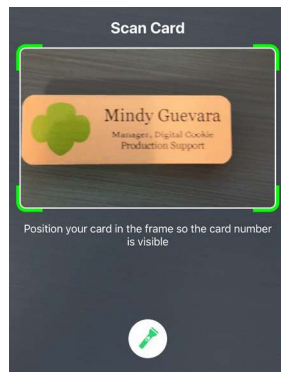 Scan Card
Mindy Guevara
Manager, Digital Cookie
Production Support
Position your card in the frame so the card number
is visible